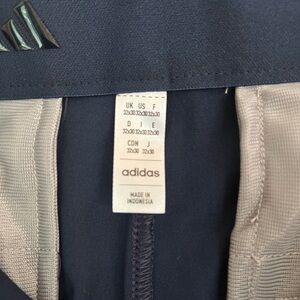 UK US F
32x30 32x30 32x30
D I E
32x30 32x30 32x30
CON J
32x30 32x30
adidas
MADE IN
INDONESIA